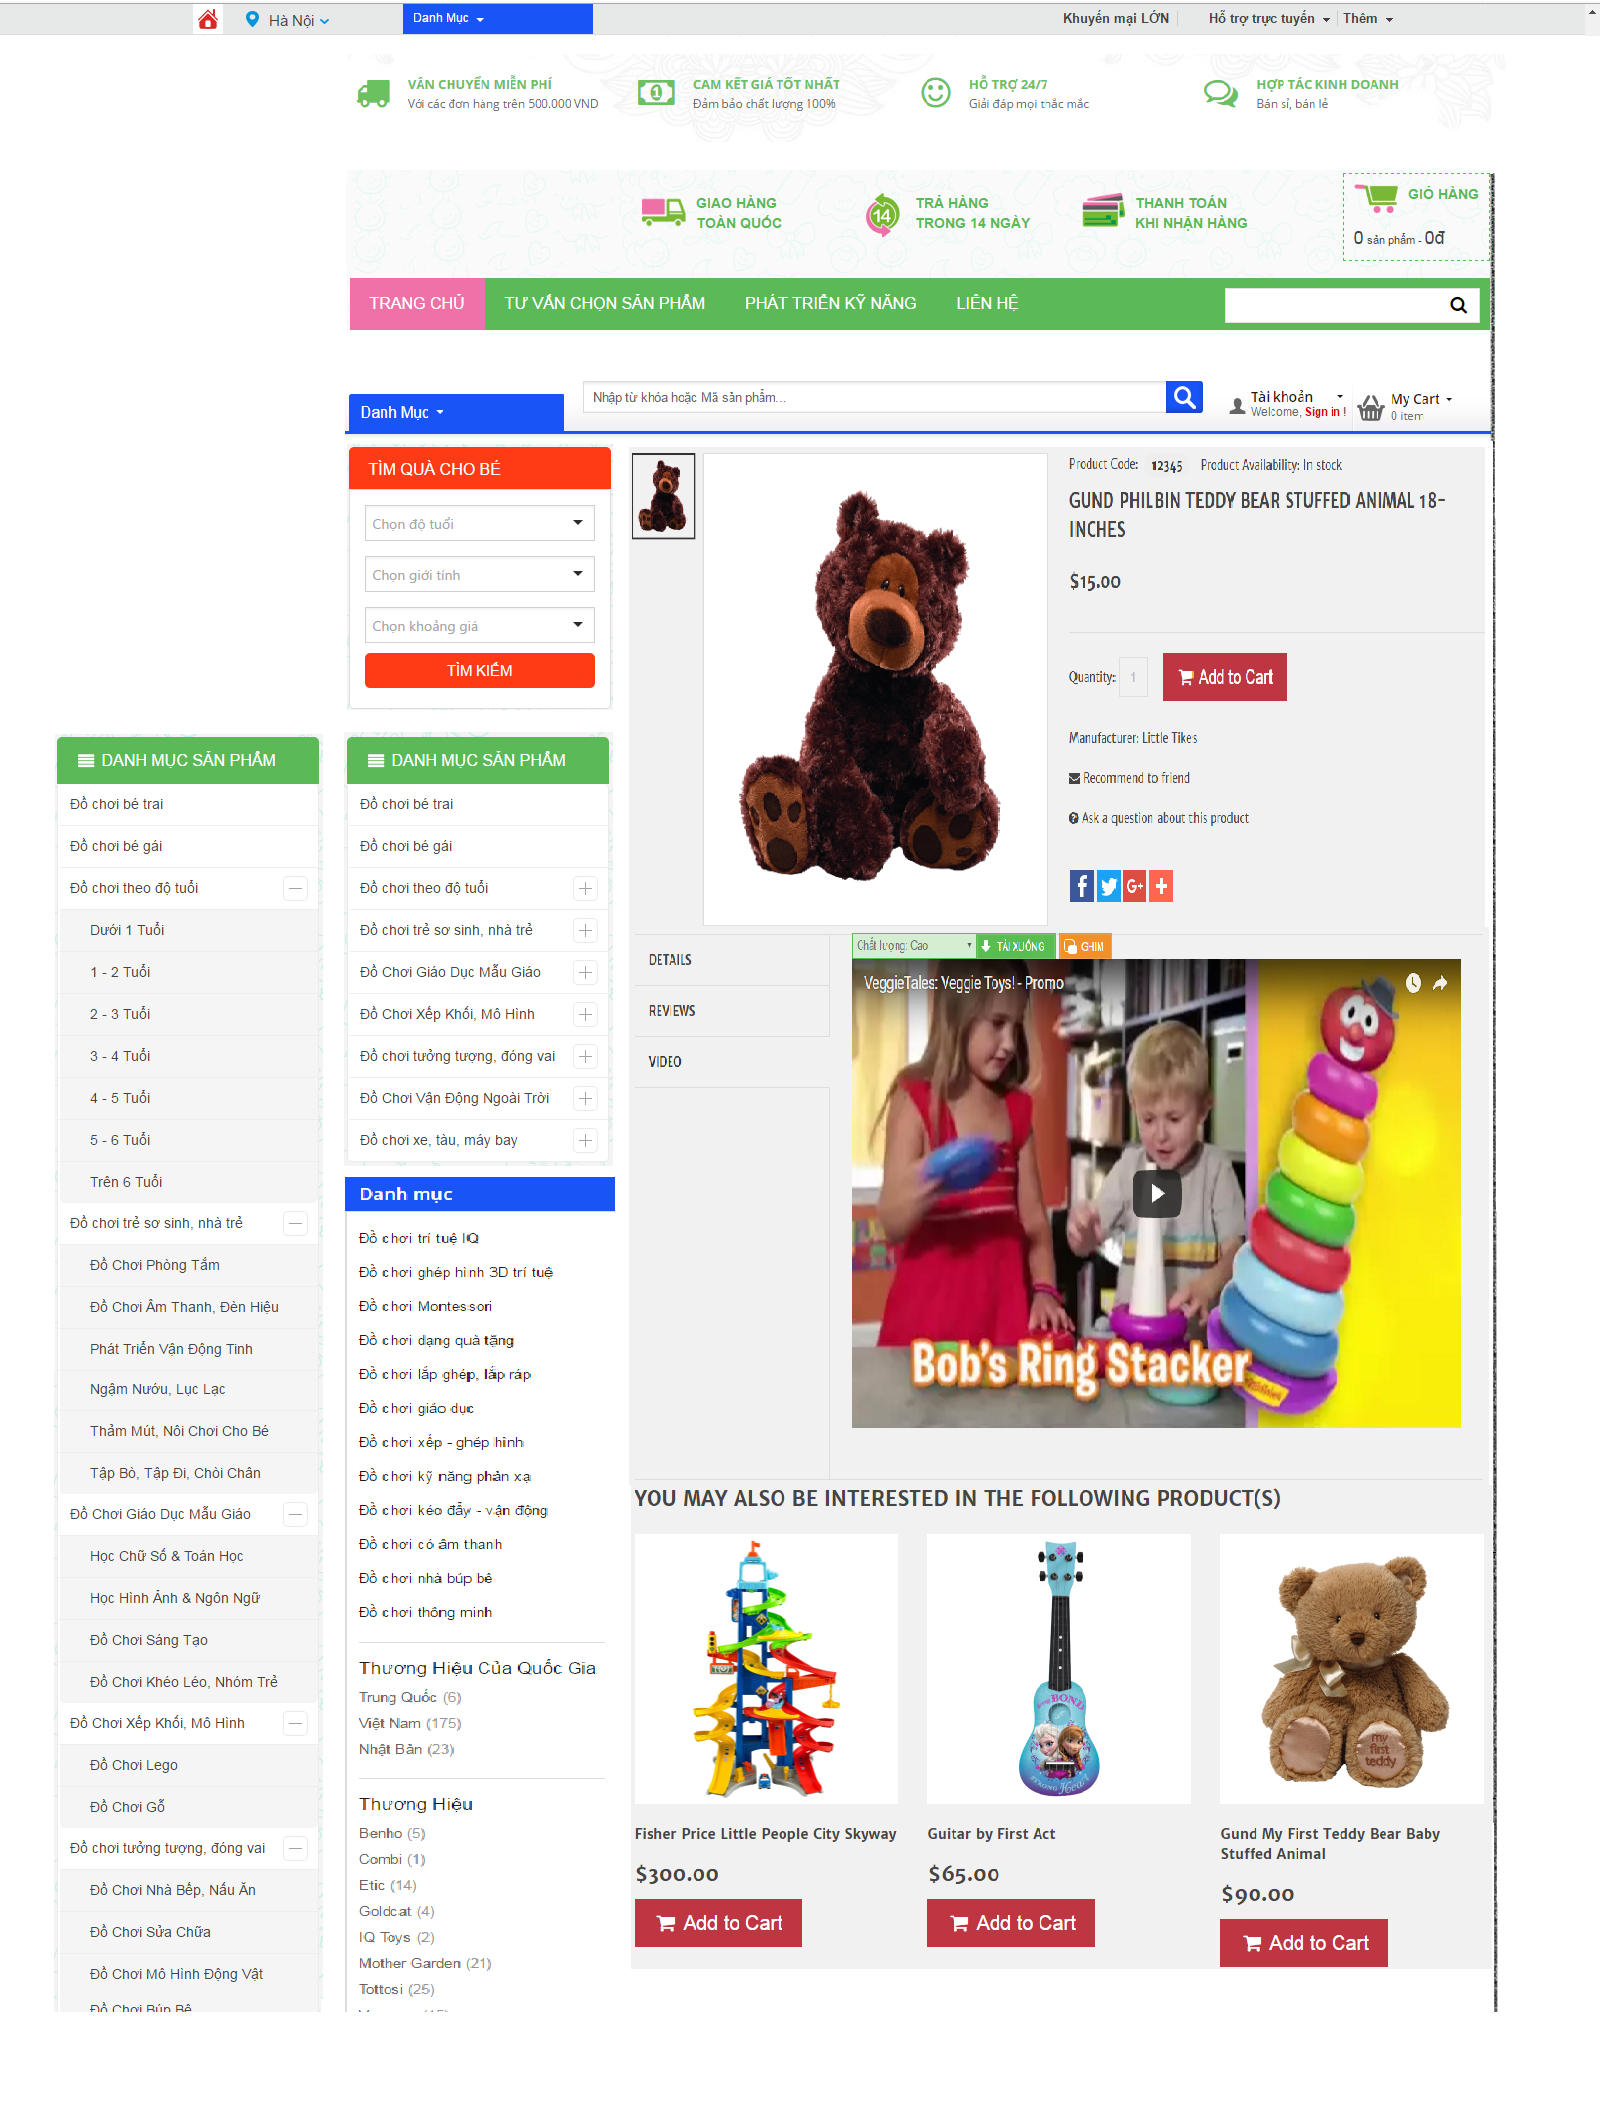 Hà Nội
Danh Mục
Khuyến mại LỚN
Hỗ trợ trực tuyến
Thêm
VẬN CHUYỂN MIỄN PHÍ
Với các đơn hàng trên 500.000 VND
CAM KẾT GIÁ TỐT NHẤT
Đảm bảo chất lượng 100%
HỖ TRỢ 24/7
Giải đáp mọi thắc mắc
HỢP TÁC KINH DOANH
Bán sỉ, bán lẻ
GIAO HÀNG
TOÀN QUỐC
14
TRẢ HÀNG
TRONG 14 NGÀY
THANH TOÁN
KHI NHẬN HÀNG
GIỎ HÀNG
0 sản phẩm - 0đ
TRANG CHỦ
TƯ VẤN CHỌN SẢN PHẨM
PHÁT TRIỂN KỸ NĂNG
LIÊN HỆ
Danh Mục
Nhập từ khóa hoặc Mã sản phẩm...
Tài khoản
Welcome, Sign in !
My Cart
0 item
TÌM QUÀ CHO BÉ
Chọn độ tuổi
Chọn giới tính
Chọn khoảng giá
TÌM KIẾM
Product Code: 12345 Product Availability: In stock
GUND PHILBIN TEDDY BEAR STUFFED ANIMAL 18-
INCHES
$15.00
Quantity: 1
Add to Cart
Manufacturer: Little Tikes
Recommend to friend
Ask a question about this product
DANH MỤC SẢN PHẨM
Đồ chơi bé trai
Đồ chơi bé gái
Đồ chơi theo độ tuổi
Dưới 1 Tuổi
1 - 2 Tuổi
2 - 3 Tuổi
3 - 4 Tuổi
4 - 5 Tuổi
5 - 6 Tuổi
Trên 6 Tuổi
Đồ chơi trẻ sơ sinh, nhà trẻ
Đồ Chơi Phòng Tắm
Đồ Chơi Âm Thanh, Đèn Hiệu
Phát Triển Vận Động Tinh
Ngậm Nướu, Lục Lạc
Thảm Mút, Nôi Chơi Cho Bé
Tập Bò, Tập Đi, Chòi Chân
Đồ Chơi Giáo Dục Mẫu Giáo
Học Chữ Số & Toán Học
Học Hình Ảnh & Ngôn Ngữ
Đồ Chơi Sáng Tạo
Đồ Chơi Khéo Léo, Nhóm Trẻ
Đồ Chơi Xếp Khối, Mô Hình
Đồ Chơi Lego
Đồ Chơi Gỗ
Đồ chơi tưởng tượng, đóng vai
Đồ Chơi Nhà Bếp, Nấu Ăn
Đồ Chơi Sửa Chữa
Đồ Chơi Mô Hình Động Vật
Đồ Chơi Búp Bê
DANH MỤC SẢN PHẨM
Đồ chơi bé trai
Đồ chơi bé gái
Đồ chơi theo độ tuổi
Đồ chơi trẻ sơ sinh, nhà trẻ
Đồ Chơi Giáo Dục Mẫu Giáo
Đồ Chơi Xếp Khối, Mô Hình
Đồ chơi tưởng tượng, đóng vai
Đồ Chơi Vận Động Ngoài Trời
Đồ chơi xe, tàu, máy bay
Danh mục
Đồ chơi trí tuệ IQ
Đồ chơi ghép hình 3D trí tuệ
Đồ chơi Montessori
Đồ chơi dạng quà tặng
Đồ chơi lắp ghép, lắp ráp
Đồ chơi giáo dục
Đồ chơi xếp - ghép hình
Đồ chơi kỹ năng phản xạ
Đồ chơi kéo đẩy - vận động
Đồ chơi có âm thanh
Đồ chơi nhà búp bê
Đồ chơi thông minh
Thương Hiệu Của Quốc Gia
Trung Quốc (6)
Việt Nam (175)
Nhật Bản (23)
Thương Hiệu
Benho (5)
Combi (1)
Etic (14)
Goldcat (4)
IQ Toys (2)
Mother Garden (21)
Tottosi (25)
DETAILS
REVIEWS
VIDEO
Chất lượng: Cao
TẢI XUỐNG
GHIM
VeggieTales: Veggie Toys! - Promo
Bob's Ring Stacker
YOU MAY ALSO BE INTERESTED IN THE FOLLOWING PRODUCT(S)
my
first
teddy
Fisher Price Little People City Skyway
$300.00
Add to Cart
Guitar by First Act
$65.00
Add to Cart
Gund My First Teddy Bear Baby
Stuffed Animal
$90.00
Add to Cart